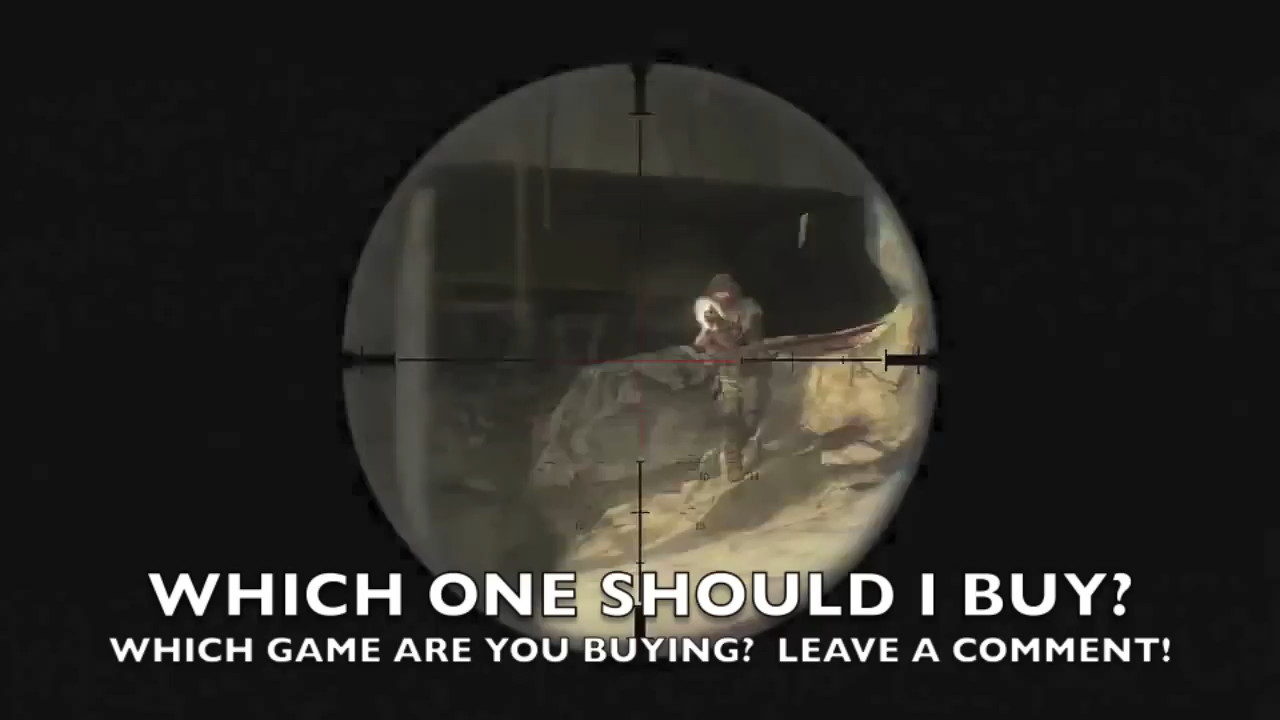 WHICH ONE SHOULD I BUY?
WHICH GAME ARE YOU BUYING?  LEAVE A COMMENT!